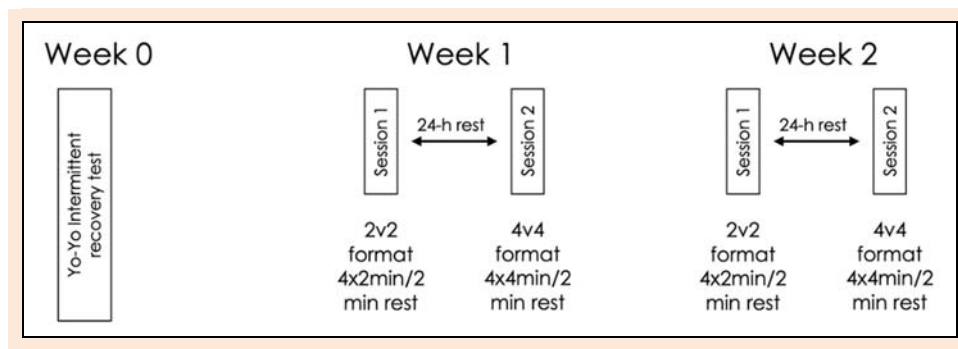 Week 0
Yo-Yo Intermittent
recovery test
Week 1
Session 1
24-h rest
Session 2
2v2
format
4x2min/2
min rest
4v4
format
4x4min/2
min rest
Week 2
Session 1
24-h rest
Session 2
2v2
format
4x2min/2
min rest
4v4
format
4x4min/2
min rest